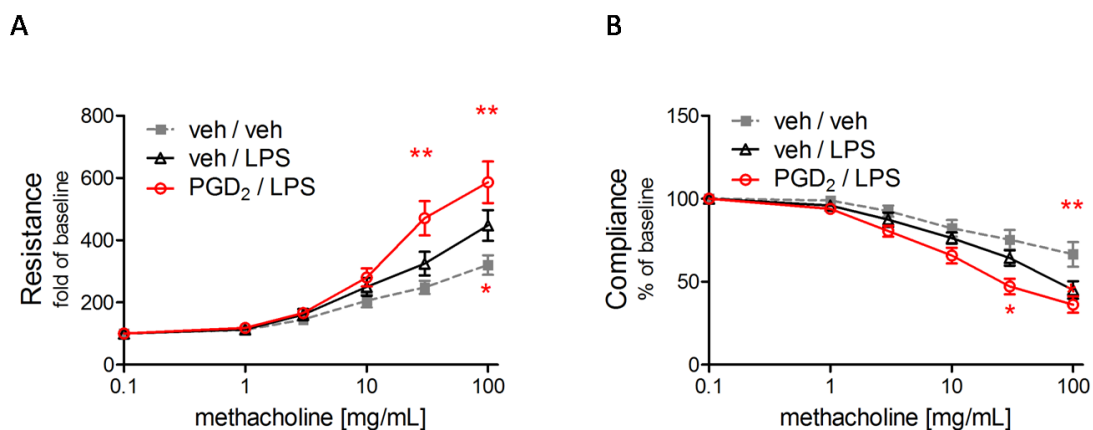 A
B
Resistance
fold of baseline
800
600
400
200
0
veh / veh
veh / LPS
PGD₂ / LPS
**
**
*
0.1
1
10
100
methacholine [mg/mL]
Compliance
% of baseline
150
100
50
0
veh / veh
veh / LPS
PGD₂ / LPS
**
*
*
0.1
1
10
100
methacholine [mg/mL]